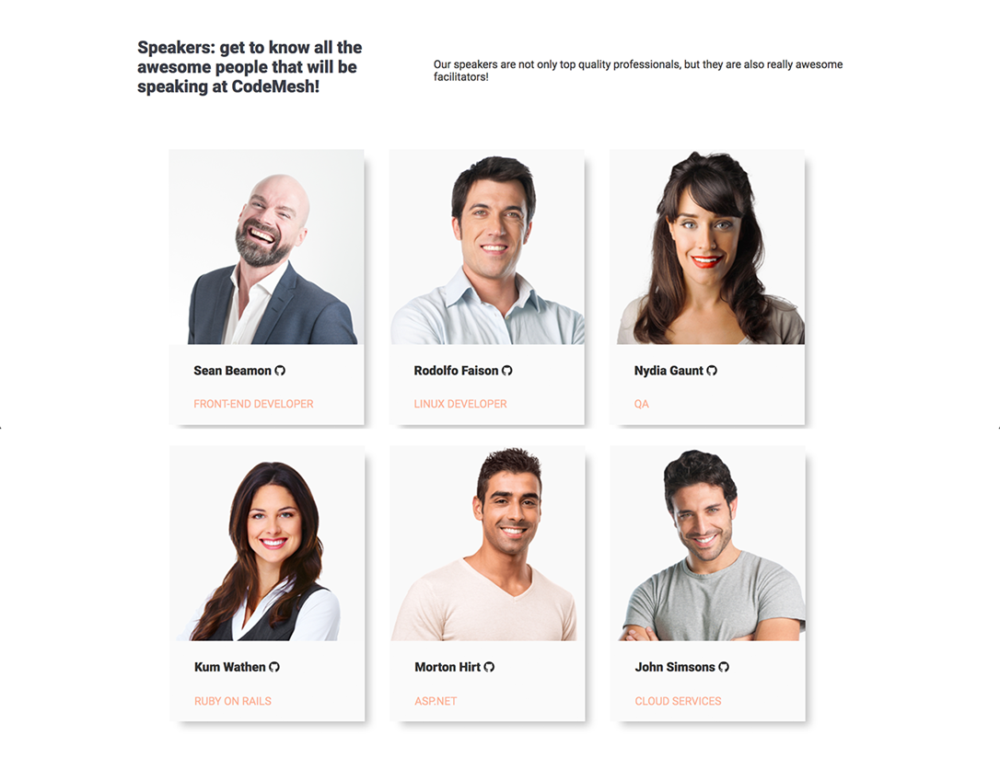 Speakers: get to know all the
awesome people that will be
speaking at CodeMesh!
Our speakers are not only top quality professionals, but they are also really awesome
facilitators!
Sean Beamon
FRONT-END DEVELOPER
Rodolfo Faison
LINUX DEVELOPER
Nydia Gaunt
QA
Kum Wathen
RUBY ON RAILS
Morton Hirt
ASP.NET
John Simsons
CLOUD SERVICES